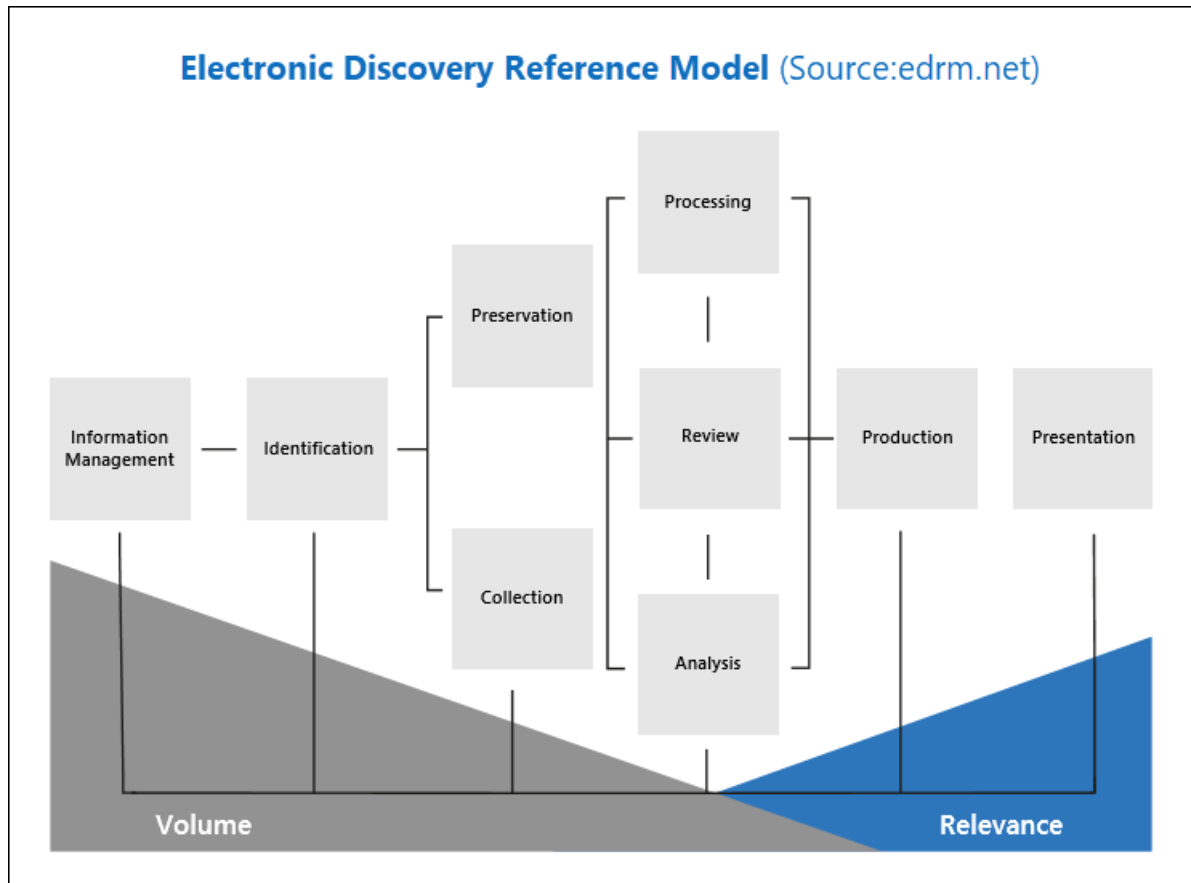 Electronic Discovery Reference Model (Source:edrm.net)
Processing
Preservation
Information
Management
Identification
Review
Production
Presentation
Collection
Analysis
Volume
Relevance